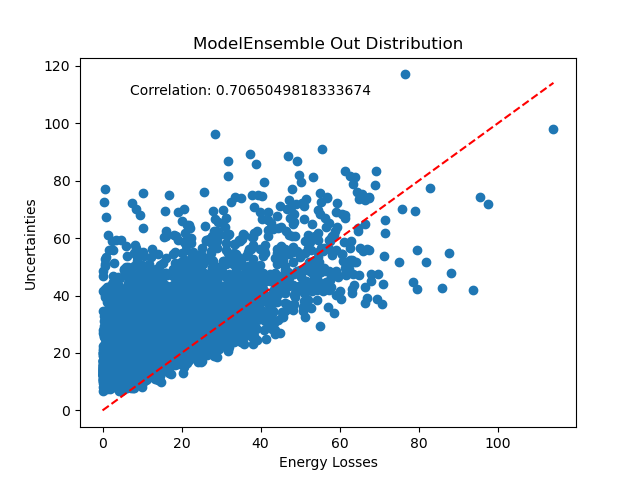 ModelEnsemble Out Distribution
Correlation: 0.7065049818333674
120
100
80
60
40
20
0
Uncertainties
0 20 40 60 80 100
Energy Losses